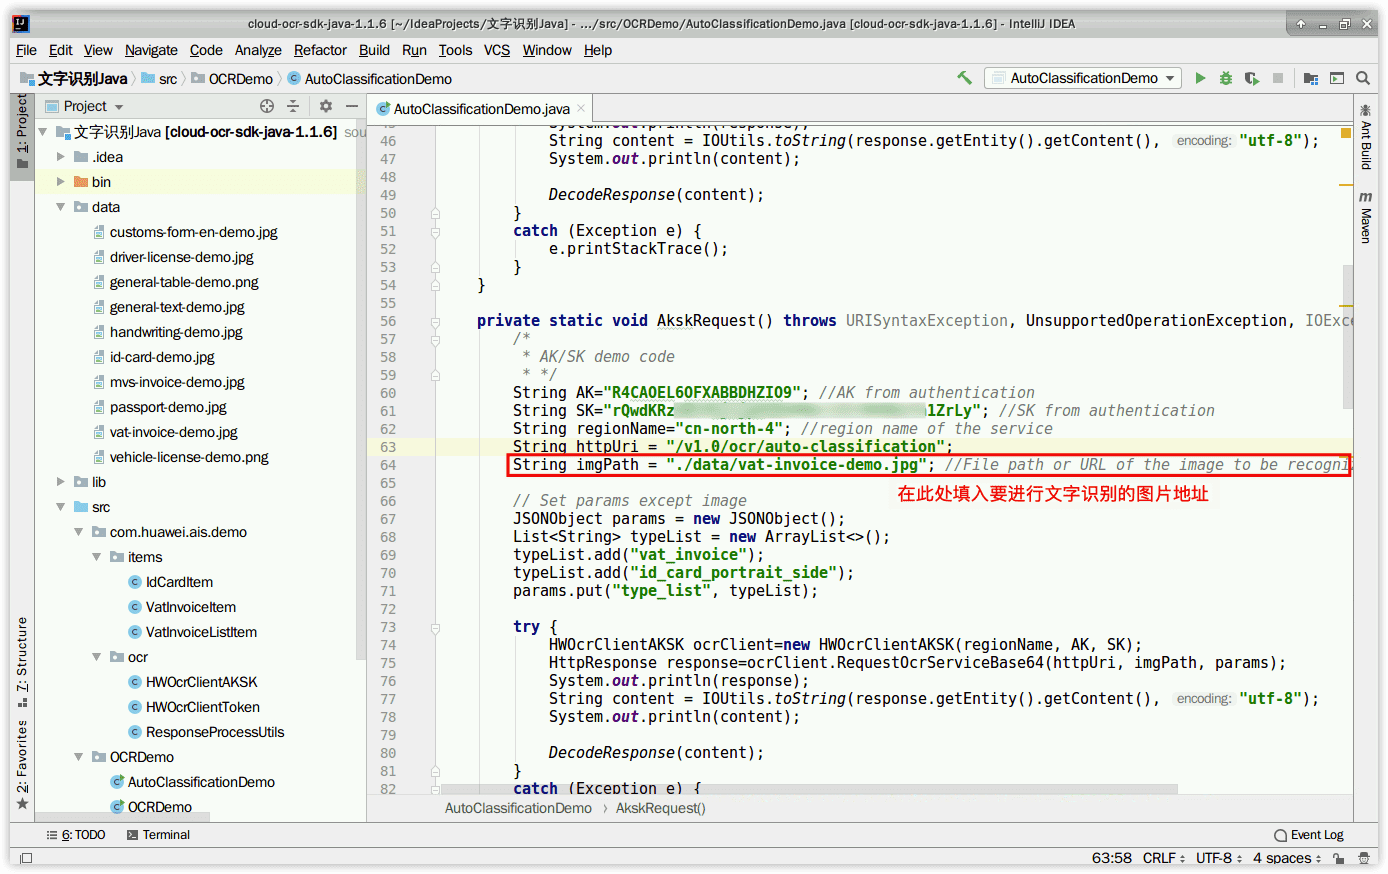 cloud-ocr-sdk-java-1.1.6 [~/IdeaProjects/文字识别Java] - .../src/OCRDemo/AutoClassificationDemo.java [cloud-ocr-sdk-java-1.1.6] - IntelliJ IDEA
File Edit View Navigate Code Analyze Refactor Build Run Tools VCS Window Help
文字识别Java src OCRDemo AutoClassificationDemo
AutoClassificationDemo
1: Project
Project
文字识别Java [cloud-ocr-sdk-java-1.1.6] sou
.idea
bin
data
customs-form-en-demo.jpg
driver-license-demo.jpg
general-table-demo.png
general-text-demo.jpg
handwriting-demo.jpg
id-card-demo.jpg
mvs-invoice-demo.jpg
passport-demo.jpg
vat-invoice-demo.jpg
vehicle-license-demo.png
lib
src
com.huawei.ais.demo
items
IdCardItem
VatInvoiceItem
VatInvoiceListItem
ocr
HWOcrClientAKSK
HWOcrClientToken
ResponseProcessUtils
OCRDemo
AutoClassificationDemo
OCRDemo
7: Structure
2: Favorites
AutoClassificationDemo.java
45 System.out.println(response);
46 String content = IOUtils.toString(response.getEntity().getContent(), encoding: "utf-8");
47 System.out.println(content);
48
49 DecodeResponse(content);
50 }
51 catch (Exception e) {
52 e.printStackTrace();
53 }
54 }
55
56 private static void AkskRequest() throws URISyntaxException, UnsupportedOperationException, IOExce
57 /*
58 * AK/SK demo code
59 * */
60 String AK="R4CAOEL6OFXABBDHZIO9"; //AK from authentication
61 String SK="rQwdKRz 1ZrLy"; //SK from authentication
62 String regionName="cn-north-4"; //region name of the service
63 String httpUri = "/v1.0/ocr/auto-classification";
64 String imgPath = "./data/vat-invoice-demo.jpg"; //File path or URL of the image to be recogni
65
在此处填入要进行文字识别的图片地址
66 // Set params except image
67 JSONObject params = new JSONObject();
68 List<String> typeList = new ArrayList<>();
69 typeList.add("vat_invoice");
70 typeList.add("id_card_portrait_side");
71 params.put("type_list", typeList);
72
73 try {
74 HWOcrClientAKSK ocrClient=new HWOcrClientAKSK(regionName, AK, SK);
75 HttpResponse response=ocrClient.RequestOcrServiceBase64(httpUri, imgPath, params);
76 System.out.println(response);
77 String content = IOUtils.toString(response.getEntity().getContent(), encoding: "utf-8");
78 System.out.println(content);
79
80 DecodeResponse(content);
81 }
82 catch (Exception e) {
AutoClassificationDemo › AkskRequest()
Ant Build
m Maven
6: TODO Terminal Event Log
63:58 CRLF UTF-8 4 spaces